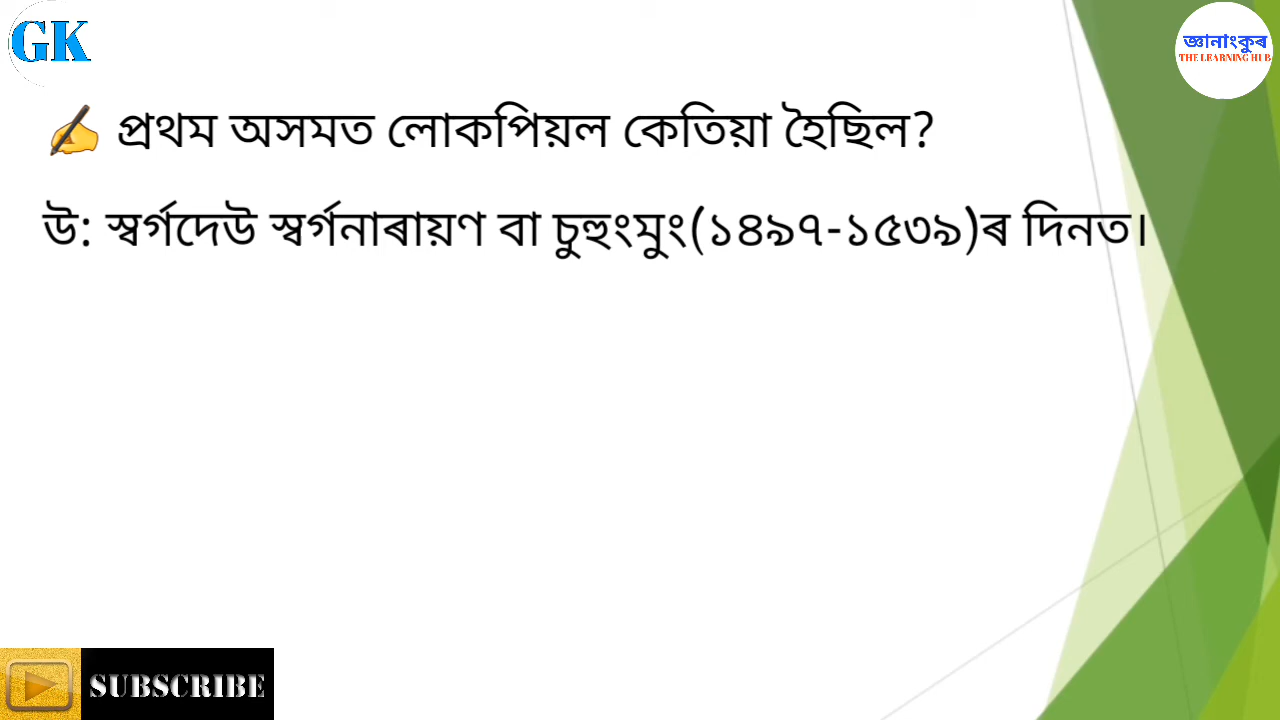 GK
জ্ঞানাংকুৰ
THE LEARNING HUB
✍ প্ৰথম অসমত লোকপিয়ল কেতিয়া হৈছিল?
উ: স্বৰ্গদেউ স্বৰ্গনাৰায়ণ বা চুহুংমুং(১৪৯৭-১৫৩৯)ৰ দিনত।
SUBSCRIBE